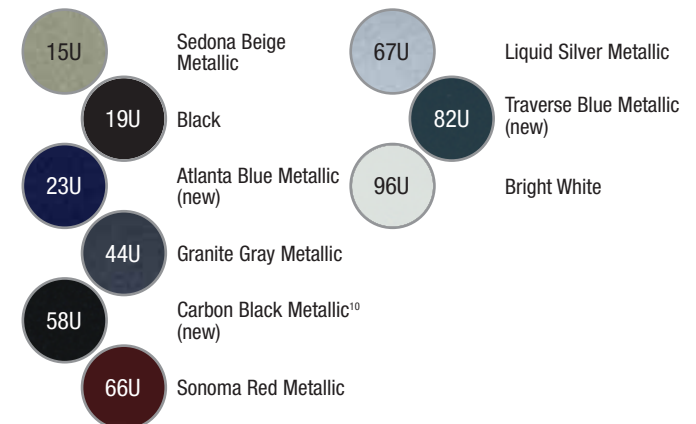 15U
Sedona Beige
Metallic
19U
Black
23U
Atlanta Blue Metallic
(new)
44U
Granite Gray Metallic
58U
Carbon Black Metallic¹⁰
(new)
66U
Sonoma Red Metallic
67U
Liquid Silver Metallic
82U
Traverse Blue Metallic
(new)
96U
Bright White